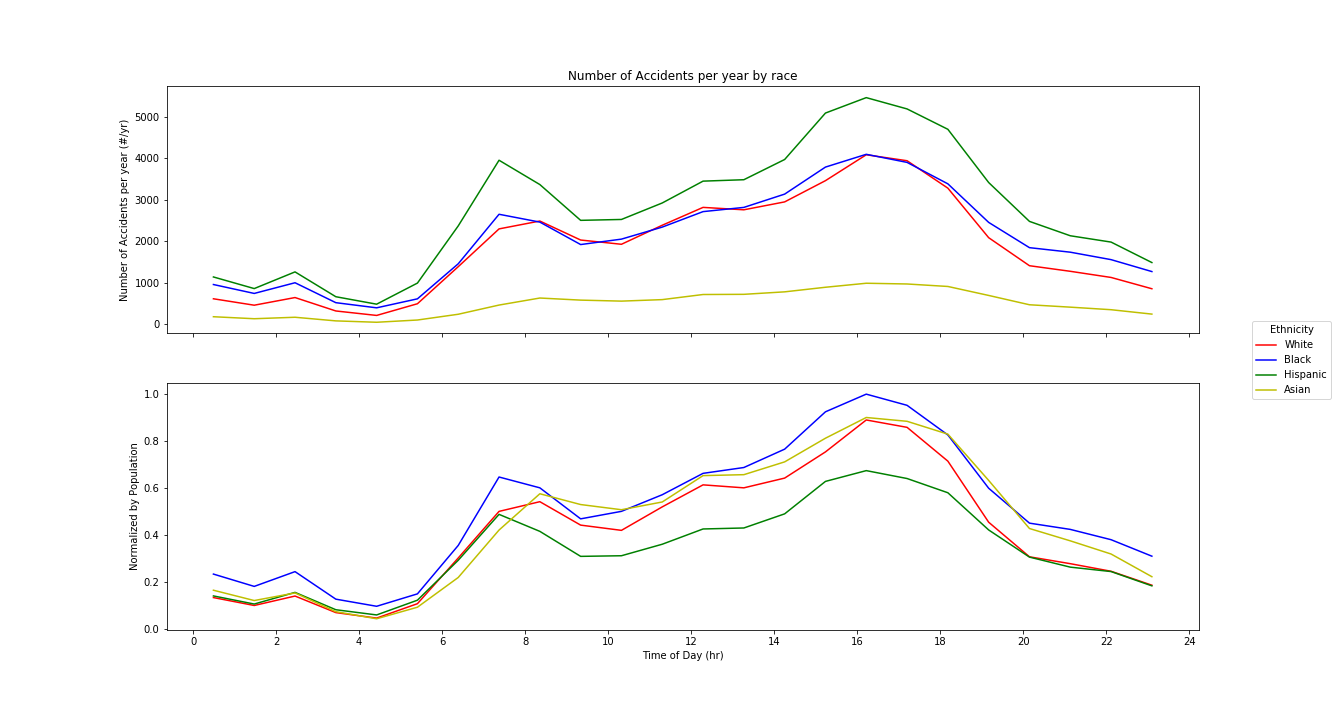 Number of Accidents per year by race
Number of Accidents per year (#/yr)
5000
4000
3000
2000
1000
0
Ethnicity
White
Black
Hispanic
Asian
Normalized by Population
1.0
0.8
0.6
0.4
0.2
0.0
0 2 4 6 8 10 12 14 16 18 20 22 24
Time of Day (hr)